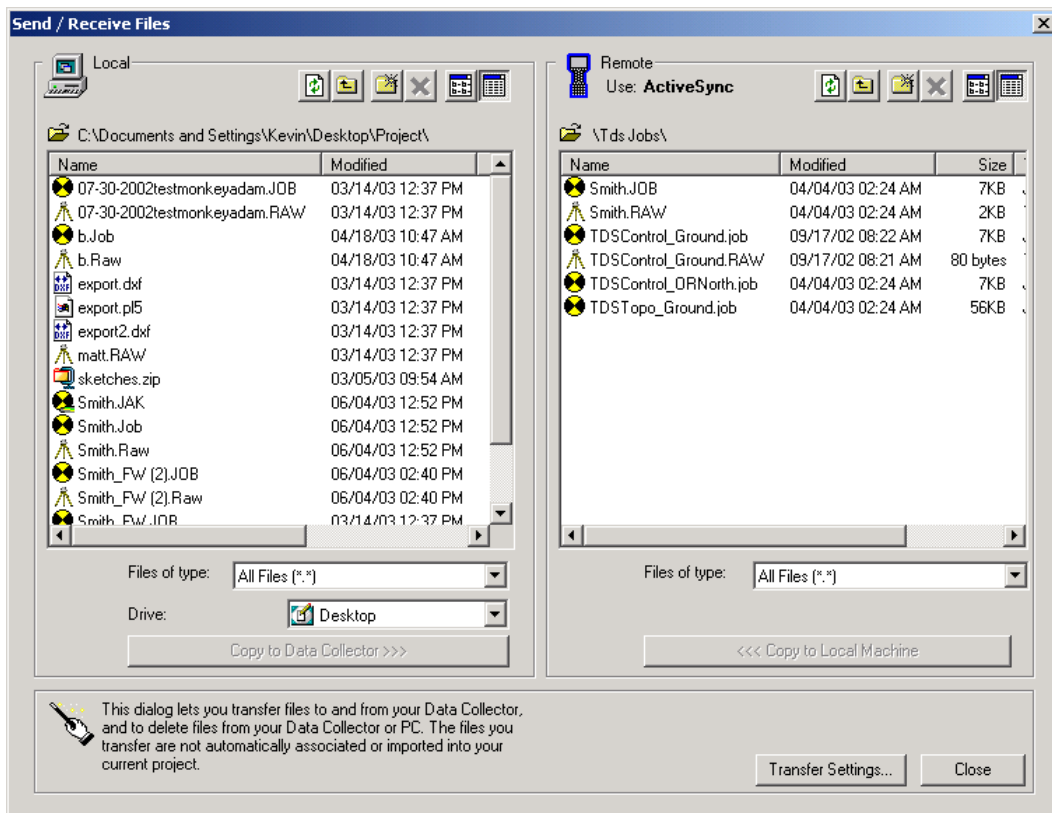 Send / Receive Files
Local
C:\Documents and Settings\Kevin\Desktop\Project\
Name Modified
07-30-2002testmonkeyadam.JOB 03/14/03 12:37 PM
07-30-2002testmonkeyadam.RAW 03/14/03 12:37 PM
b.Job 04/18/03 10:47 AM
b.Raw 04/18/03 10:47 AM
export.dxf 03/14/03 12:37 PM
export.pl5 03/14/03 12:37 PM
export2.dxf 03/14/03 12:37 PM
matt.RAW 03/14/03 12:37 PM
sketches.zip 03/05/03 09:54 AM
Smith.JAK 06/04/03 12:52 PM
Smith.Job 06/04/03 12:52 PM
Smith.Raw 06/04/03 12:52 PM
Smith_FW (2).JOB 06/04/03 02:40 PM
Smith_FW (2).Raw 06/04/03 02:40 PM
Smith_FW.JOB 03/14/03 12:37 PM
Files of type: All Files (*.*)
Drive: Desktop
Copy to Data Collector >>>
Remote
Use: ActiveSync
\Tds Jobs\
Name Modified Size
Smith.JOB 04/04/03 02:24 AM 7KB
Smith.RAW 04/04/03 02:24 AM 2KB
TDSControl_Ground.job 09/17/02 08:22 AM 7KB
TDSControl_Ground.RAW 09/17/02 08:21 AM 80 bytes
TDSControl_ORNorth.job 04/04/03 02:24 AM 7KB
TDSTopo_Ground.job 04/04/03 02:24 AM 56KB
Files of type: All Files (*.*)
<<< Copy to Local Machine
This dialog lets you transfer files to and from your Data Collector,
and to delete files from your Data Collector or PC. The files you
transfer are not automatically associated or imported into your
current project.
Transfer Settings... Close